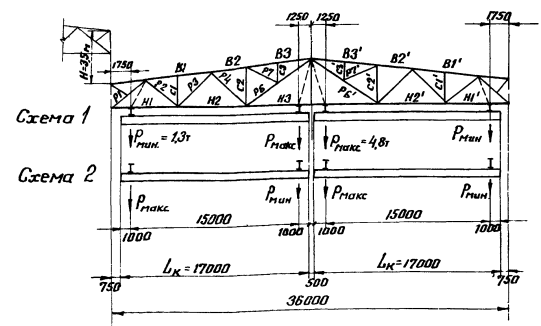 1250 1250 1750
H=3,5м
1750
В1 В2 В3 В3' В2' В1'
Р1 Р2 С1 Р3 Р4 С2 Р7 С3 Р6 С3' Р7' Р6' С2' С1'
Н1 Н2 Н3 Н2' Н1'
Схема 1
Рмин. = 1,3т Рмакс Рмакс = 4,8т Рмин
Схема 2
Рмакс Рмин Рмакс Рмин.
15000 15000
1000 1000 1000 1000
Lк=17000 Lк=17000
750 500 750
36000